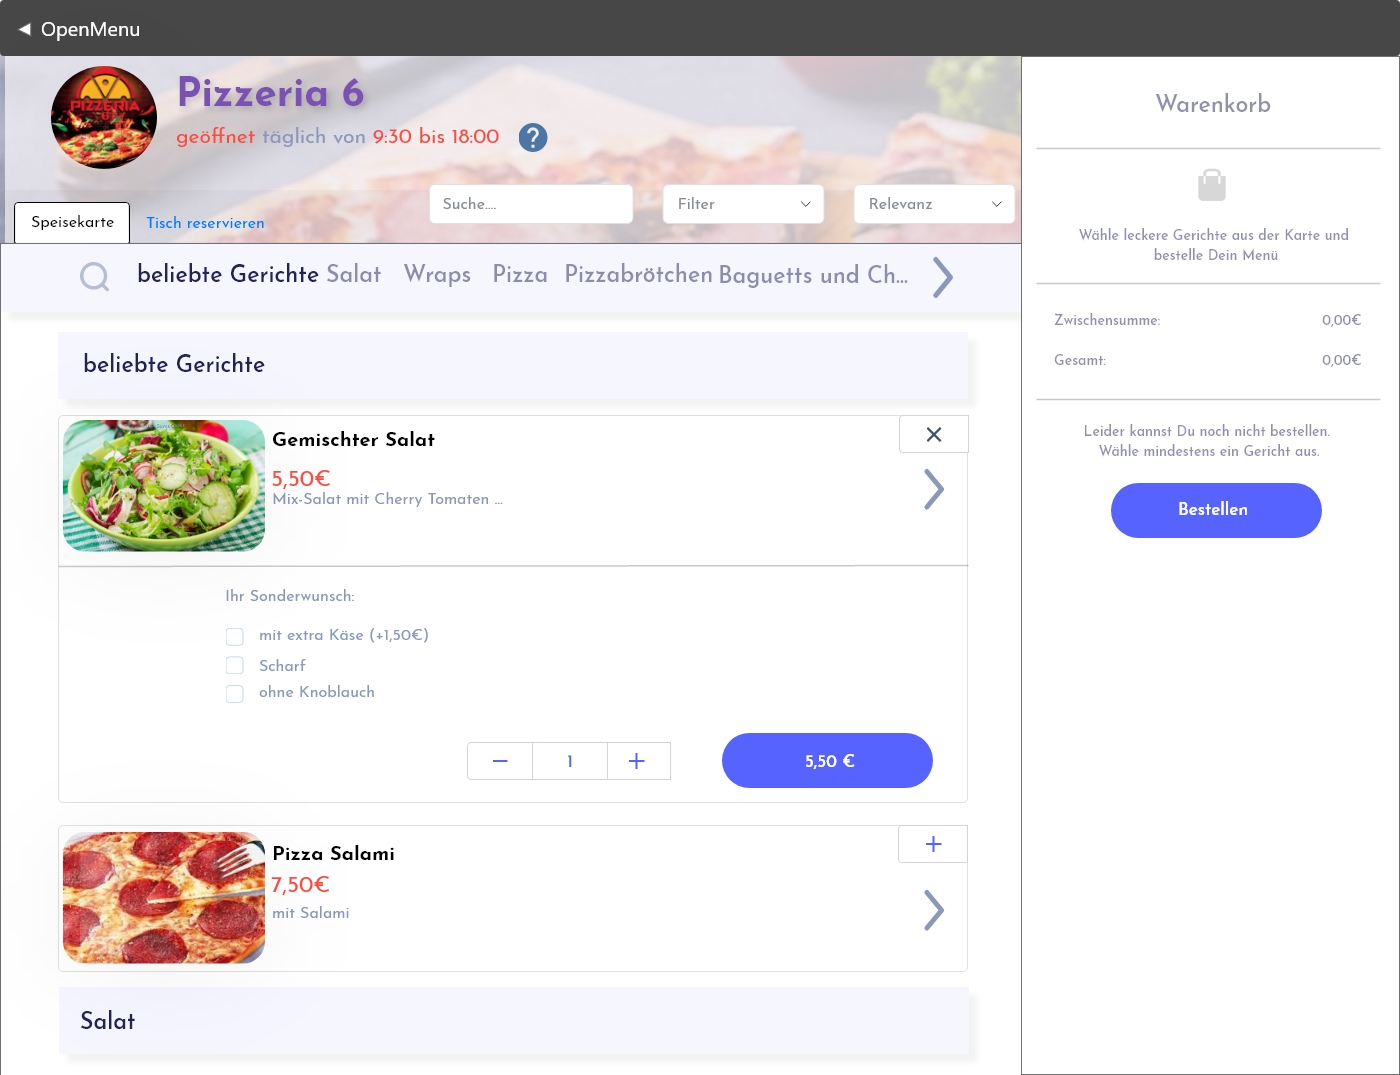 ◄ OpenMenu
PIZZERIA
Pizzeria 6
geöffnet täglich von 9:30 bis 18:00
?
Suche....
Filter
Relevanz
Speisekarte
Tisch reservieren
beliebte Gerichte Salat Wraps Pizza Pizzabrötchen Baguetts und Ch...
beliebte Gerichte
Gemischter Salat
5,50€
Mix-Salat mit Cherry Tomaten ...
Ihr Sonderwunsch:
mit extra Käse (+1,50€)
Scharf
ohne Knoblauch
1
5,50 €
Pizza Salami
7,50€
mit Salami
Salat
Warenkorb
Wähle leckere Gerichte aus der Karte und
bestelle Dein Menü
Zwischensumme: 0,00€
Gesamt: 0,00€
Leider kannst Du noch nicht bestellen.
Wähle mindestens ein Gericht aus.
Bestellen